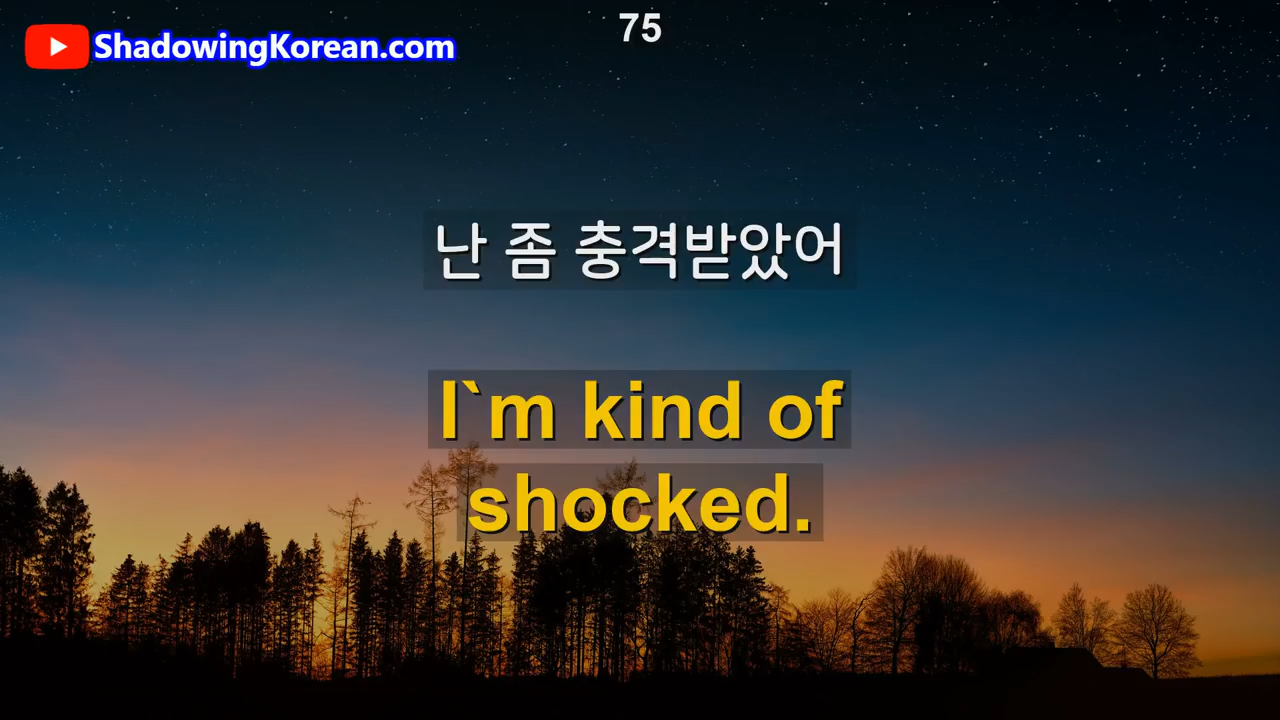 75
ShadowingKorean.com
난 좀 충격받았어
I`m kind of
shocked.